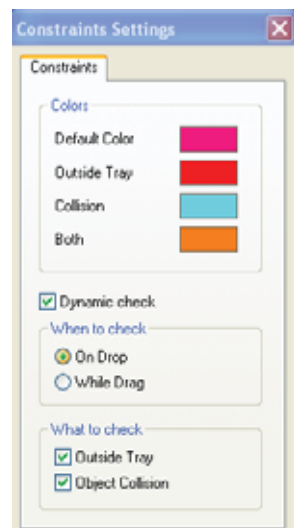 Constraints Settings
Constraints
Colors
Default Color
Outside Tray
Collision
Both
Dynamic check
When to check
On Drop
While Drag
What to check
Outside Tray
Object Collision